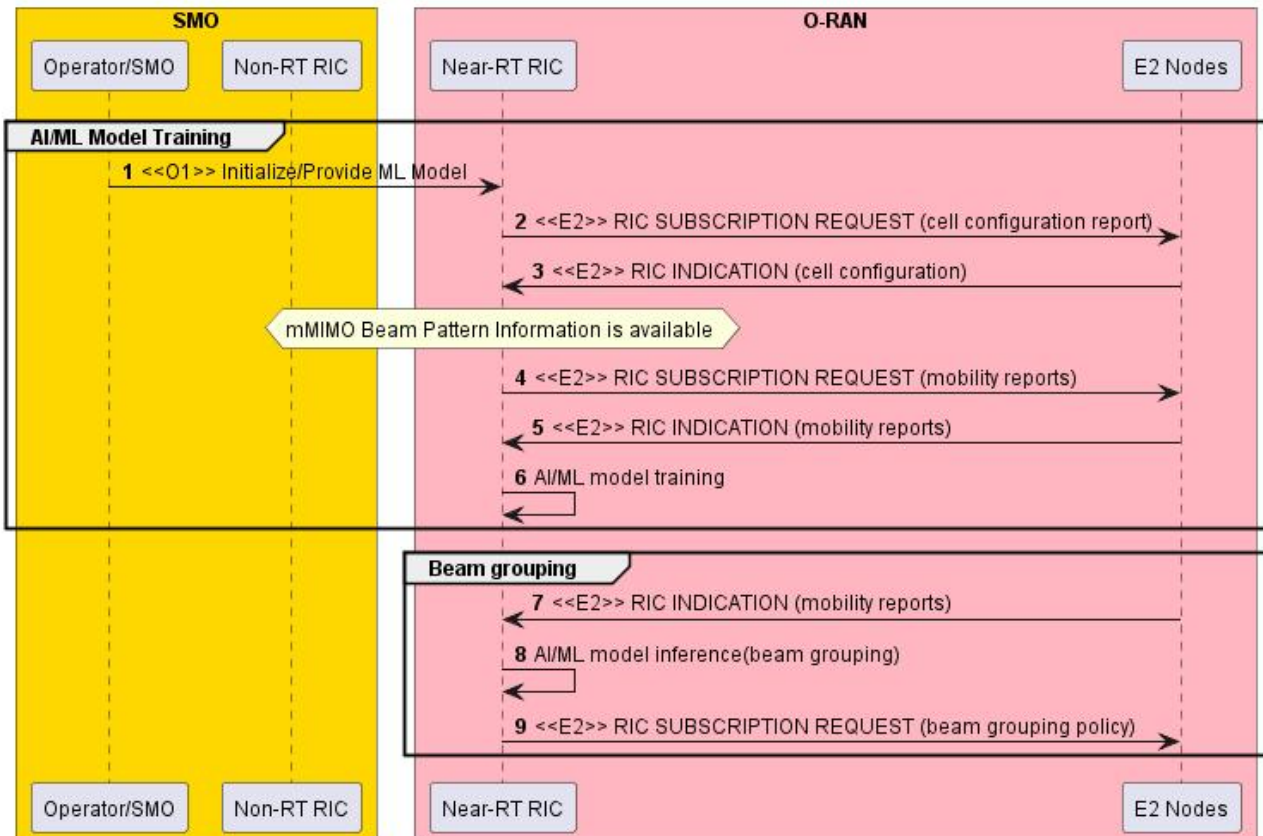 SMO
O-RAN
Operator/SMO
Non-RT RIC
Near-RT RIC
E2 Nodes
AI/ML Model Training
1 <<O1>> Initialize/Provide ML Model
2 <<E2>> RIC SUBSCRIPTION REQUEST (cell configuration report)
3 <<E2>> RIC INDICATION (cell configuration)
mMIMO Beam Pattern Information is available
4 <<E2>> RIC SUBSCRIPTION REQUEST (mobility reports)
5 <<E2>> RIC INDICATION (mobility reports)
6 AI/ML model training
Beam grouping
7 <<E2>> RIC INDICATION (mobility reports)
8 AI/ML model inference(beam grouping)
9 <<E2>> RIC SUBSCRIPTION REQUEST (beam grouping policy)
Operator/SMO
Non-RT RIC
Near-RT RIC
E2 Nodes